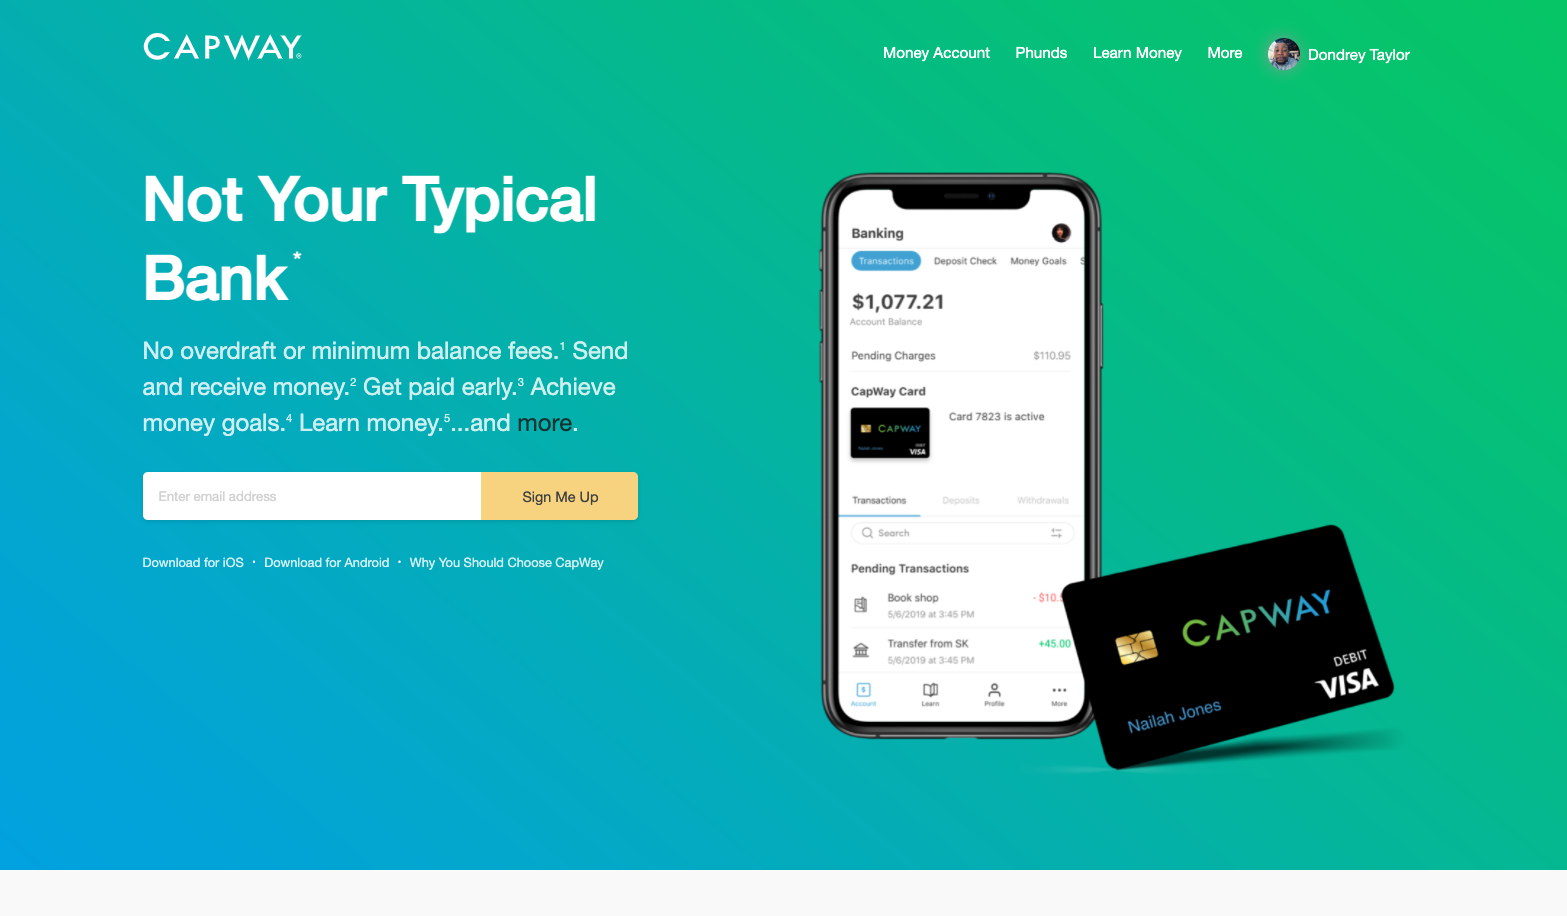 CAPWAY®
Money Account
Phunds
Learn Money
More
Dondrey Taylor
Not Your Typical
Bank*
No overdraft or minimum balance fees.¹ Send
and receive money.² Get paid early.³ Achieve
money goals.⁴ Learn money.⁵...and more.
Enter email address
Sign Me Up
Download for iOS • Download for Android • Why You Should Choose CapWay
Banking
Transactions
Deposit Check
Money Goals
$1,077.21
Account Balance
Pending Charges
$110.95
CapWay Card
CAPWAY
Nailah Jones
DEBIT
VISA
Card 7823 is active
Transactions
Deposits
Withdrawals
Search
Pending Transactions
Book shop
- $10.
5/6/2019 at 3:45 PM
Transfer from SK
+45.00
5/6/2019 at 3:45 PM
Account
Learn
Profile
More
CAPWAY
DEBIT
VISA
Nailah Jones